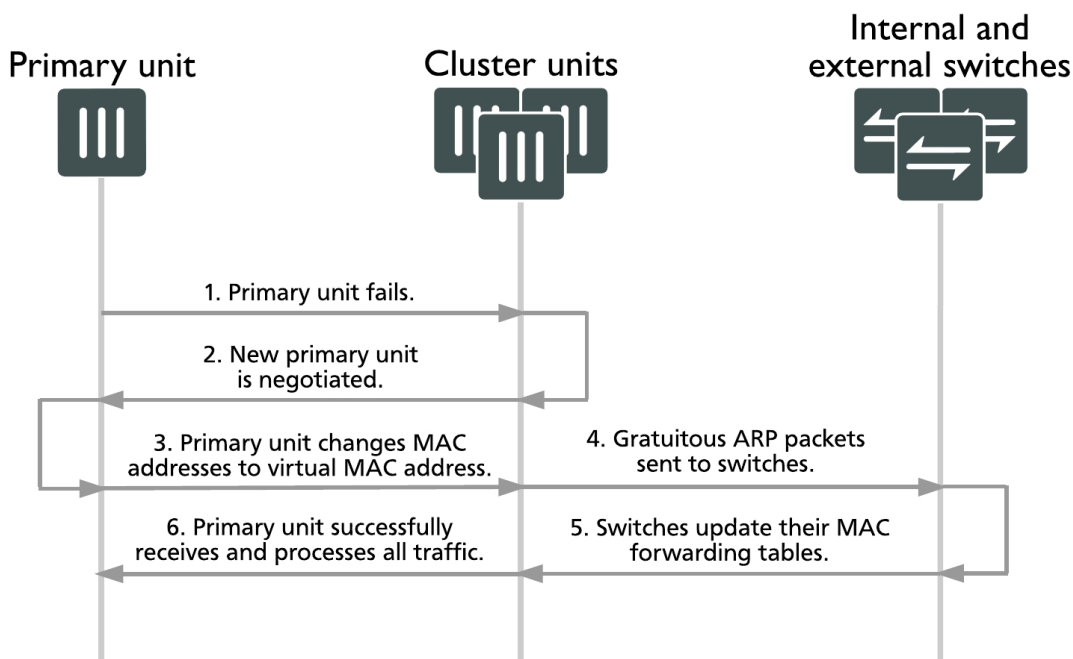 Primary unit
Cluster units
Internal and
external switches
1. Primary unit fails.
2. New primary unit
is negotiated.
3. Primary unit changes MAC
addresses to virtual MAC address.
4. Gratuitous ARP packets
sent to switches.
5. Switches update their MAC
forwarding tables.
6. Primary unit successfully
receives and processes all traffic.